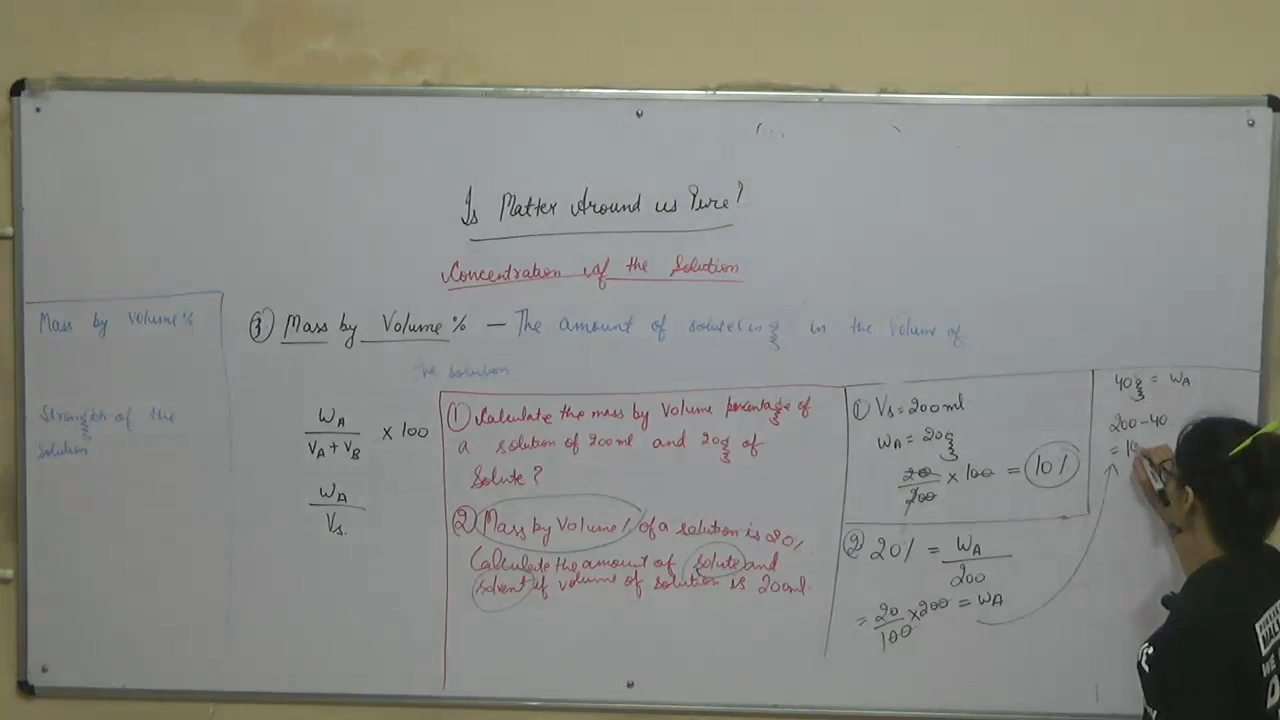 Is Matter Around us Pure?
Concentration of the Solution
Mass by Volume %
Strength of the
Solution
③ Mass by Volume % — The amount of solute(in g in the volume of
the solution
W_A / (V_A + V_B) × 100
W_A / V_s.
① Calculate the mass by volume percentage of
a solution of 200ml and 20g of
Solute?
② Mass by Volume % of a solution is 20%
Calculate the amount of solute and
solvent if volume of solution is 200ml
① V_s = 200ml
W_A = 20g
20/200 × 100 = 10%
② 20% = W_A / 200
= 20/100 × 200 = W_A
40g = W_A
200 - 40